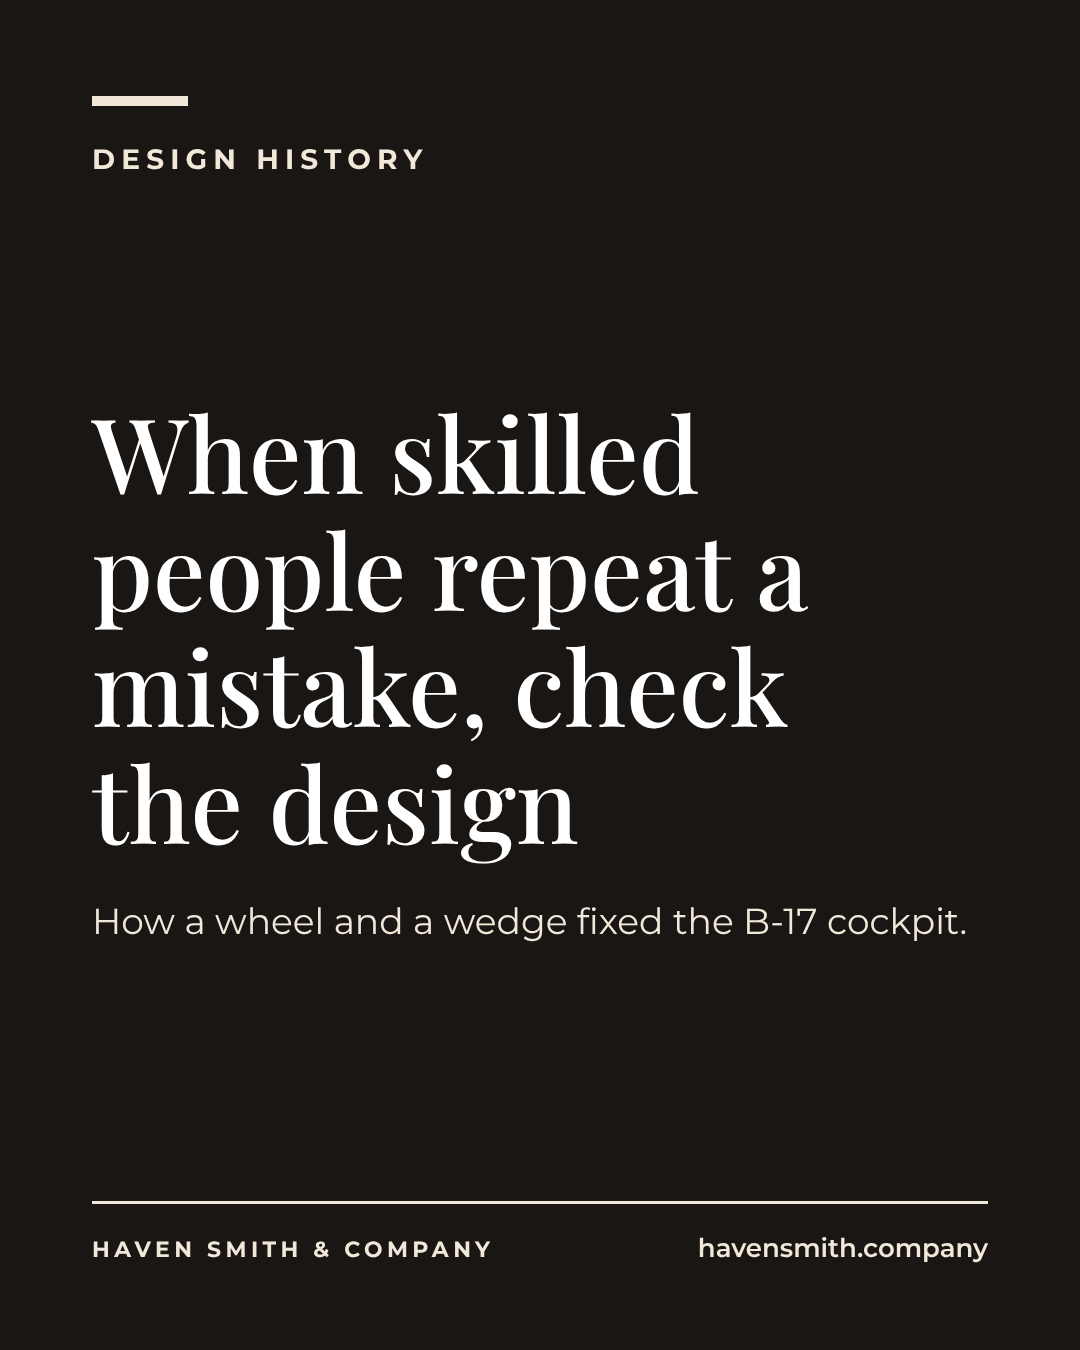 DESIGN HISTORY
When skilled
people repeat a
mistake, check
the design
How a wheel and a wedge fixed the B-17 cockpit.
HAVEN SMITH & COMPANY
havensmith.company